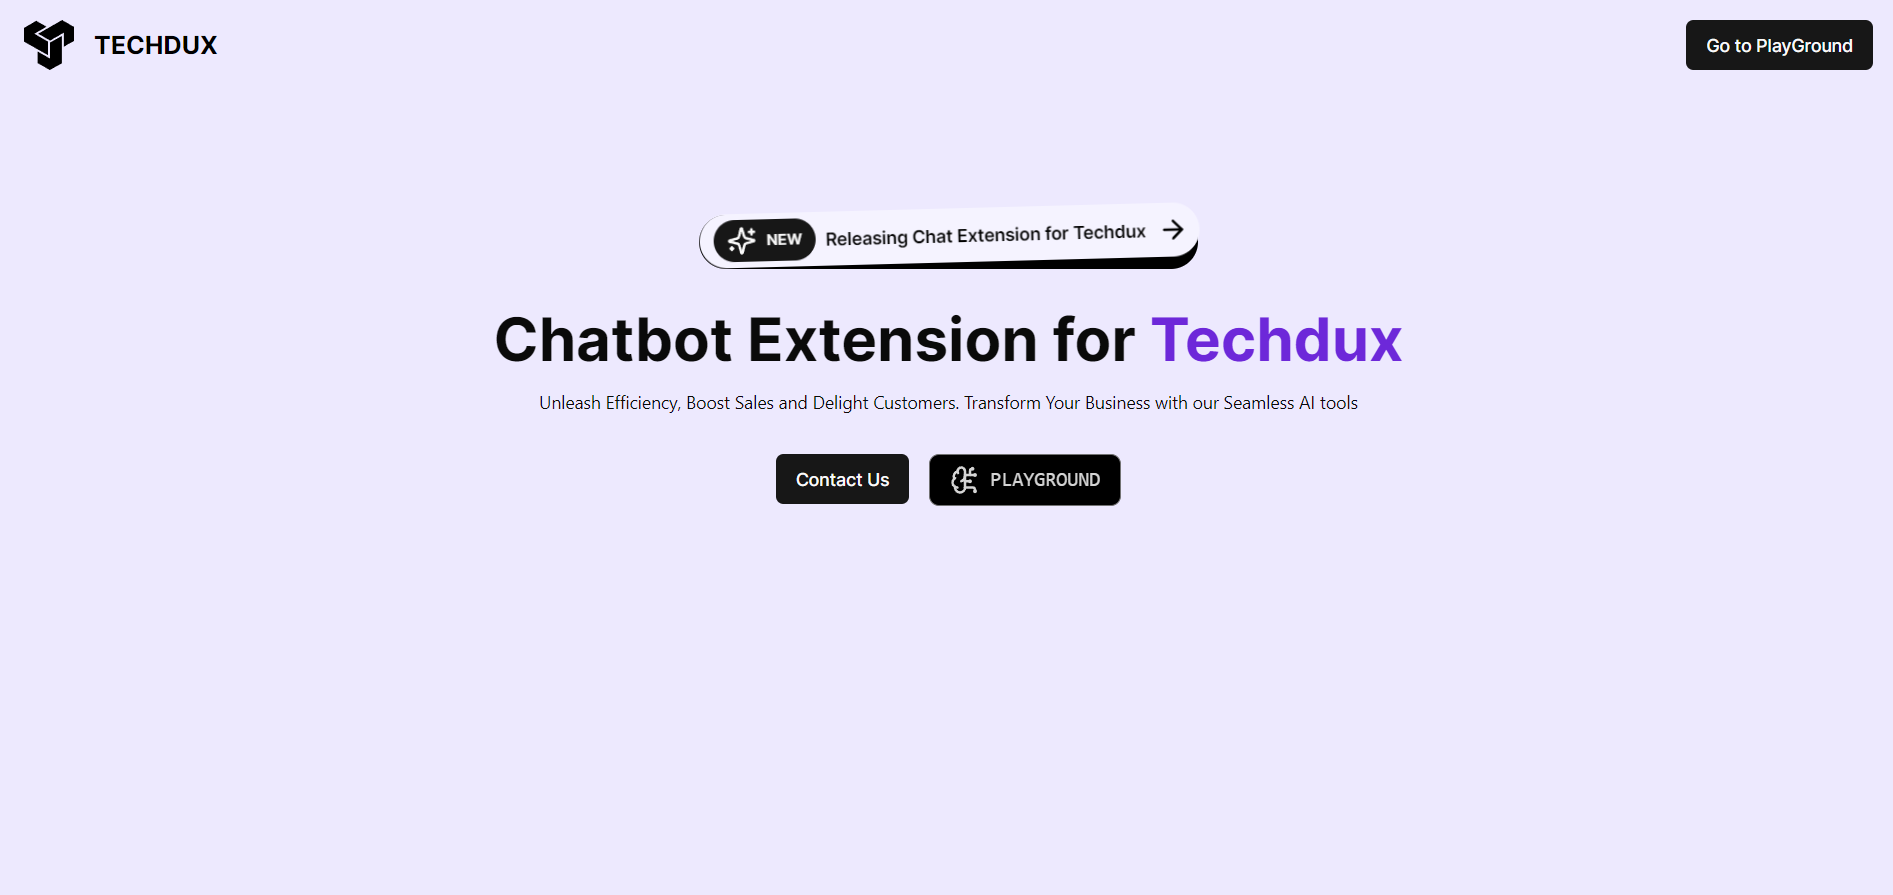 TECHDUX
Go to PlayGround
NEW Releasing Chat Extension for Techdux
Chatbot Extension for Techdux
Unleash Efficiency, Boost Sales and Delight Customers. Transform Your Business with our Seamless AI tools
Contact Us
PLAYGROUND